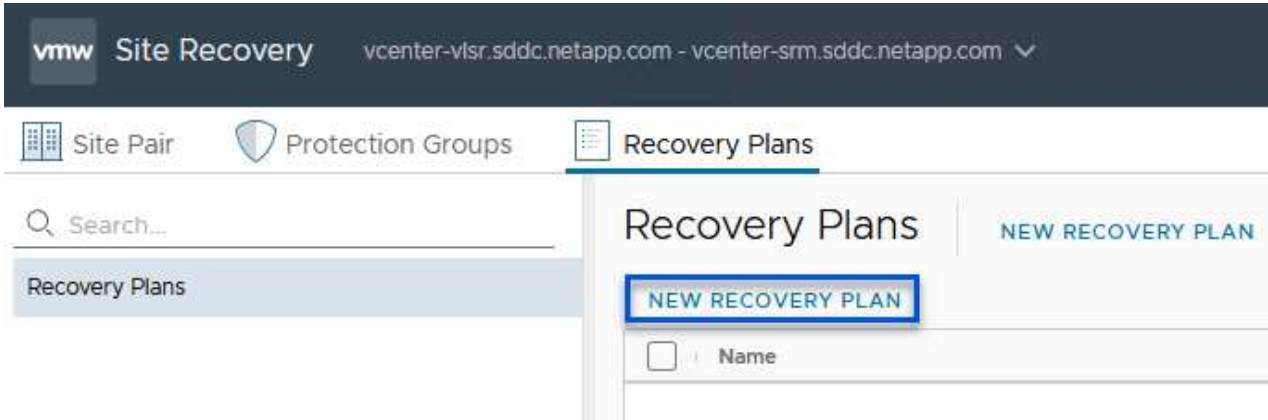 vmw Site Recovery vcenter-vlsr.sddc.netapp.com - vcenter-srm.sddc.netapp.com
Site Pair Protection Groups Recovery Plans
Search...
Recovery Plans
Recovery Plans NEW RECOVERY PLAN
NEW RECOVERY PLAN
Name